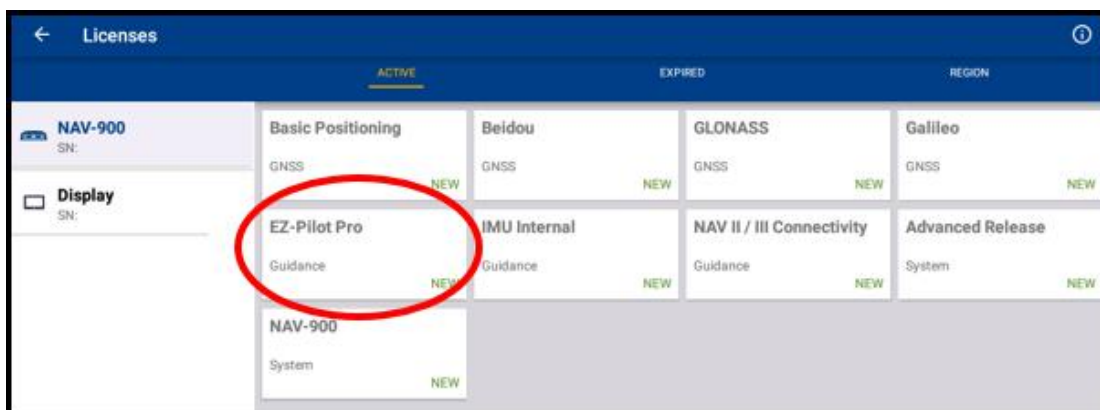 Licenses
ACTIVE
EXPIRED
REGION
NAV-900
SN:
Display
SN:
Basic Positioning
GNSS
NEW
Beidou
GNSS
NEW
GLONASS
GNSS
NEW
Galileo
GNSS
NEW
EZ-Pilot Pro
Guidance
NEW
IMU Internal
Guidance
NEW
NAV II / III Connectivity
Guidance
NEW
Advanced Release
System
NEW
NAV-900
System
NEW